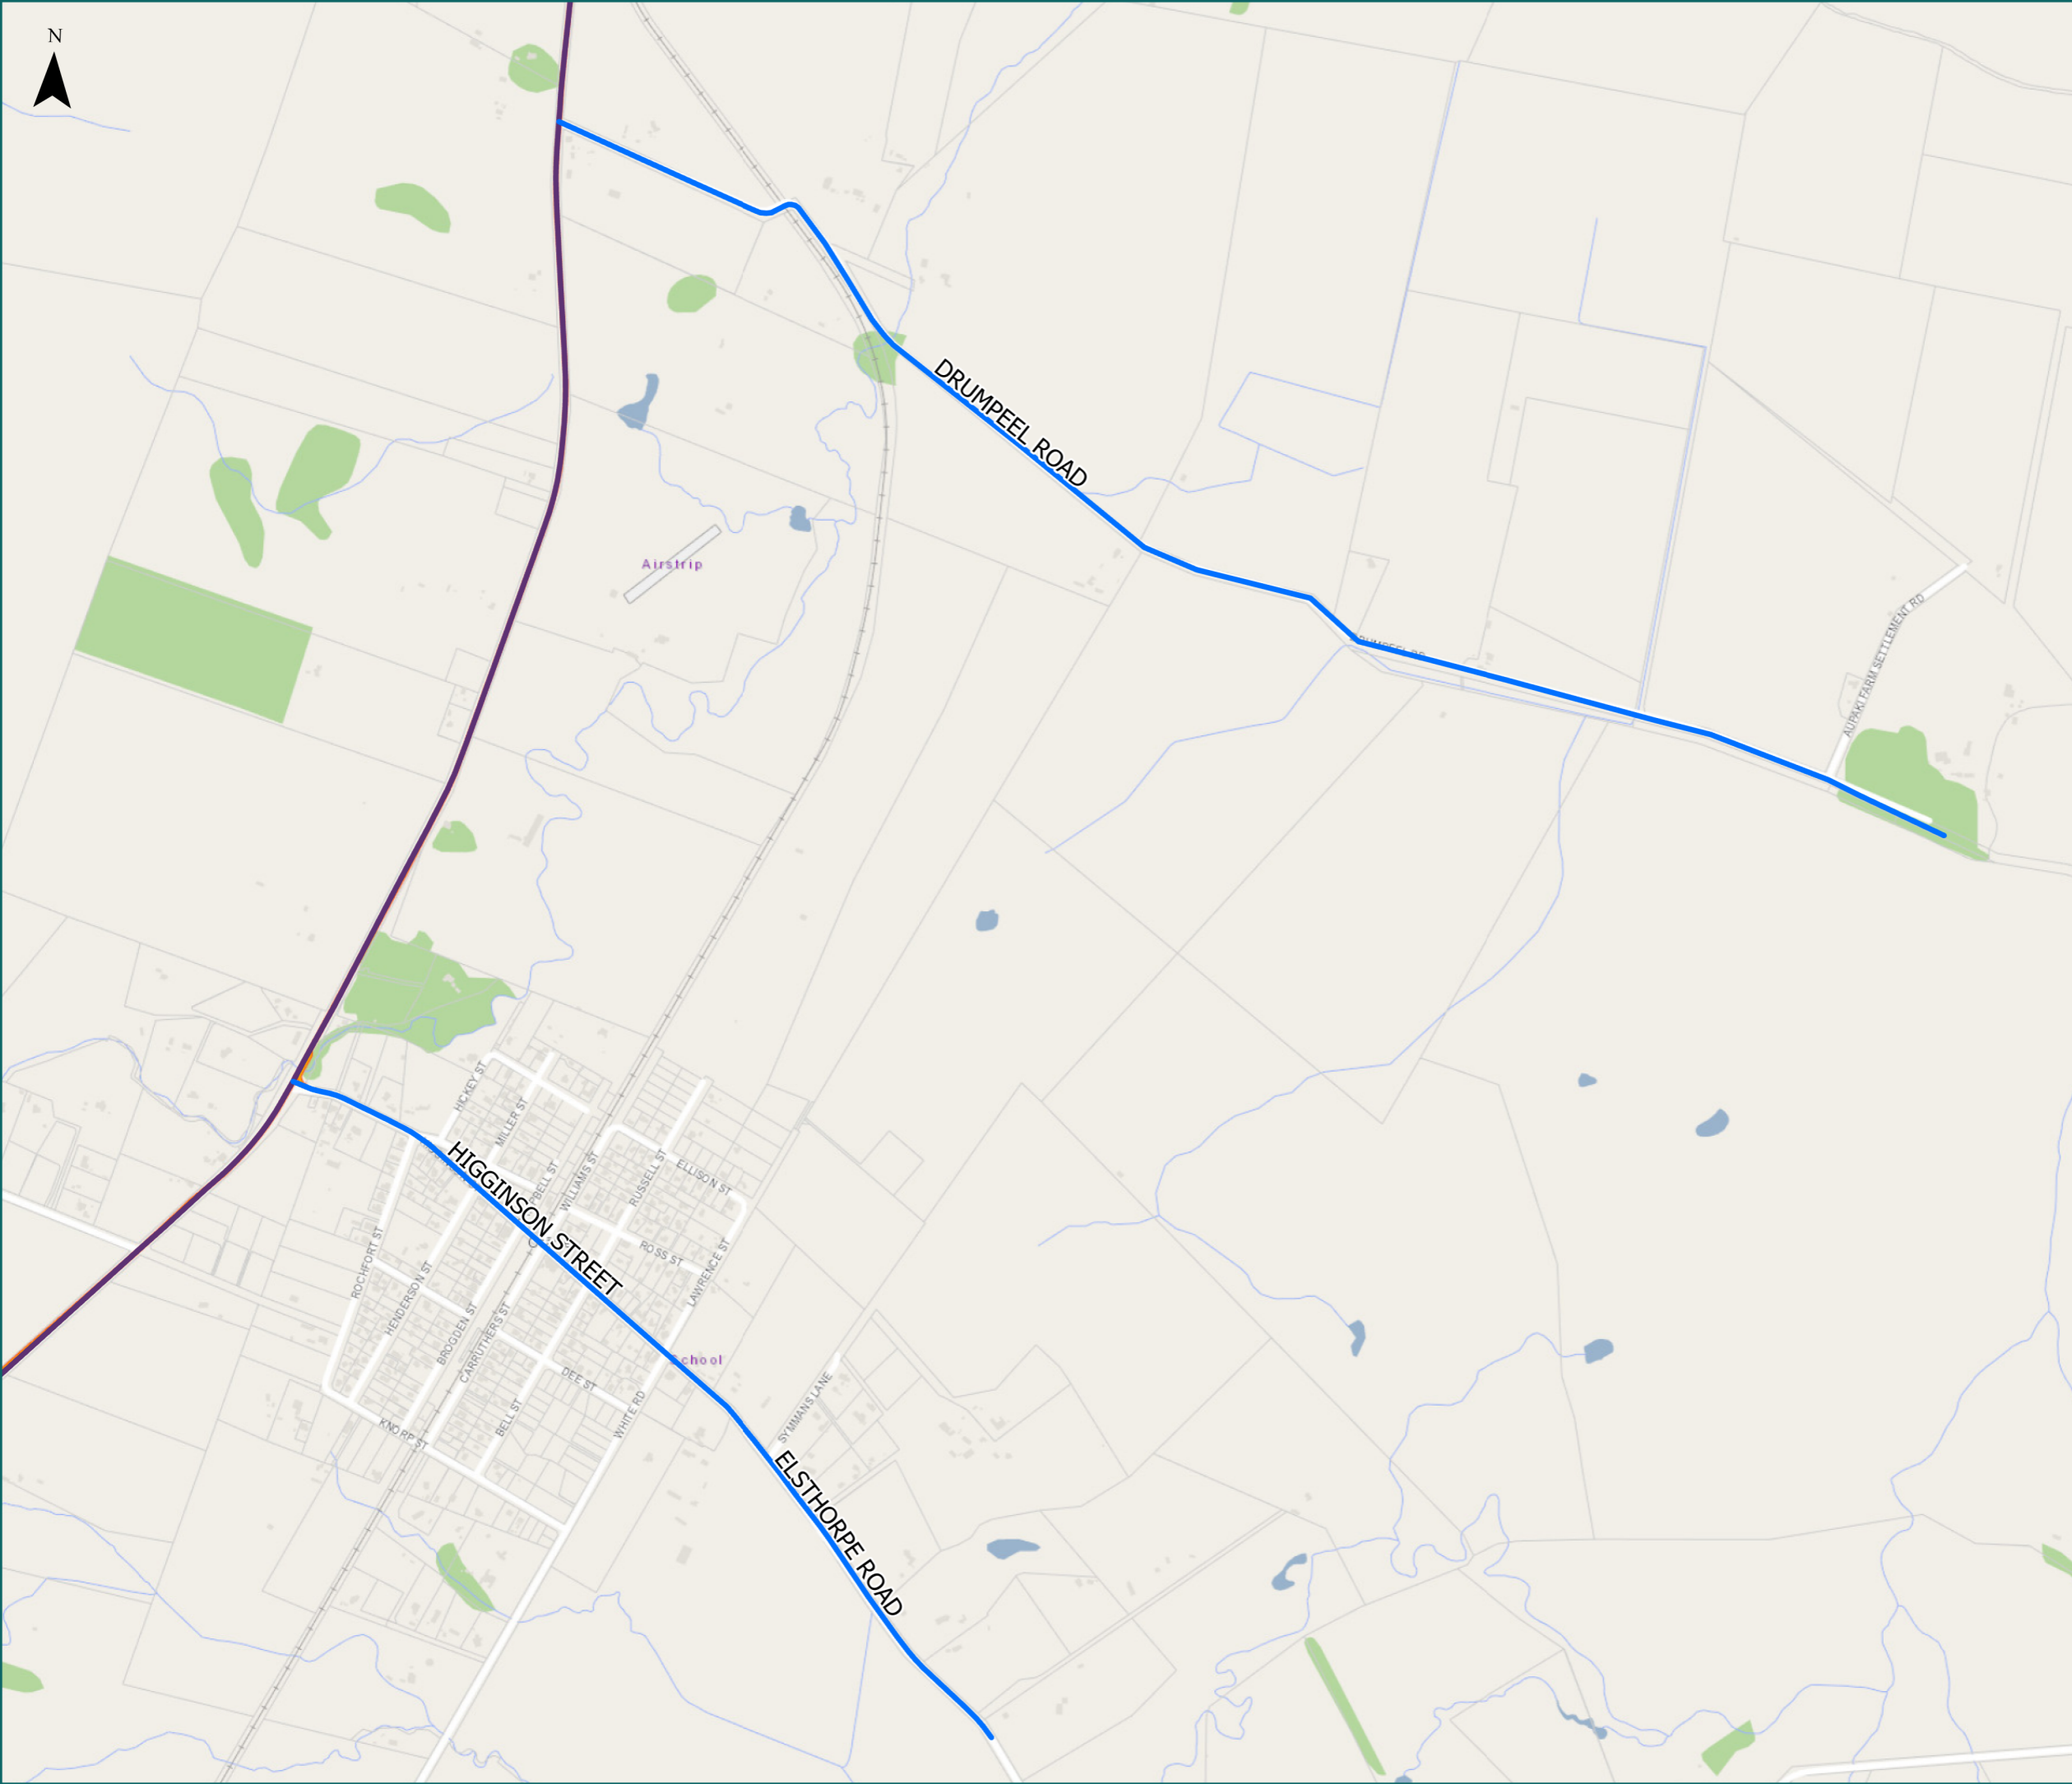 N
DRUMPEEL ROAD
Airstrip
DRUMPEEL RD
AUPAKI FARM SETTLEMENT RD
HICKEY ST
MILLER ST
HIGGINSON STREET
WILLIAMS ST
RUSSELL ST
ELLISON ST
ROSS ST
LAWRENCE ST
ROCHFORT ST
HENDERSON ST
BROGDEN ST
CARRUTHERS ST
School
DEE ST
BELL ST
WHITE RD
KNORP ST
SYMMANS LANE
ELSTHORPE ROAD